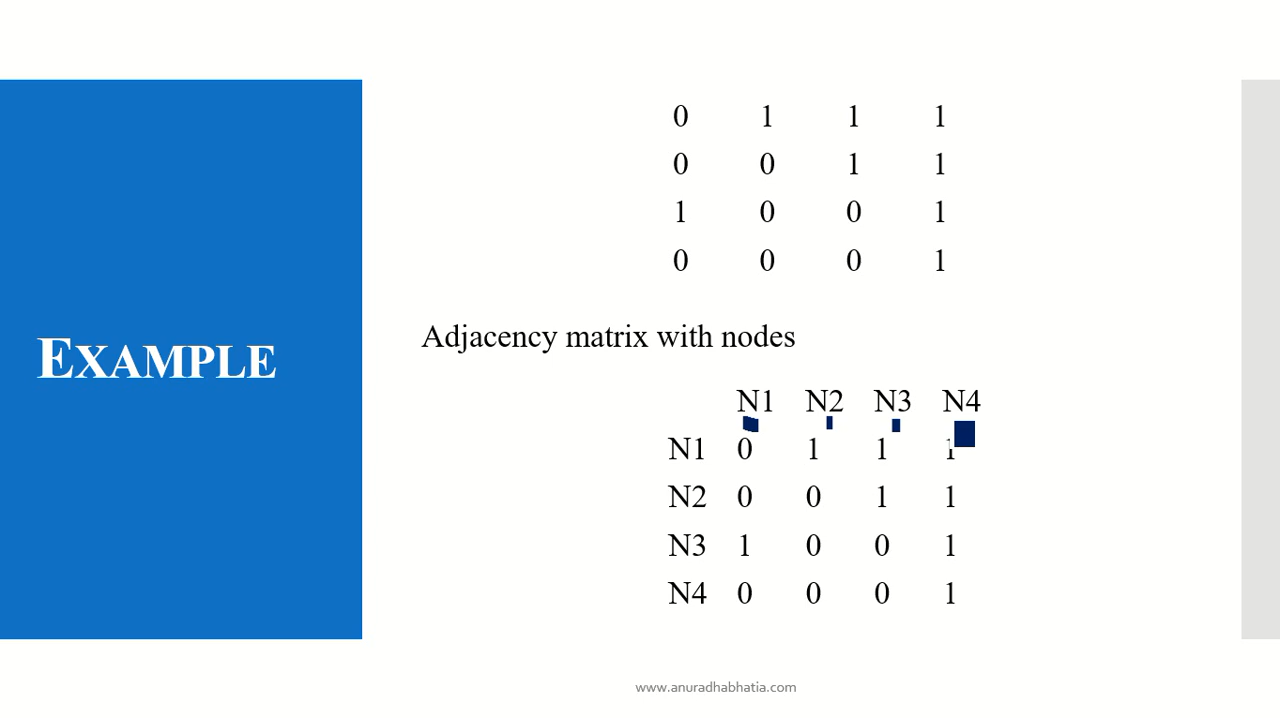 EXAMPLE
0 1 1 1
0 0 1 1
1 0 0 1
0 0 0 1
Adjacency matrix with nodes
N1 N2 N3 N4
N1 0 1 1 1
N2 0 0 1 1
N3 1 0 0 1
N4 0 0 0 1
www.anuradhabhatia.com